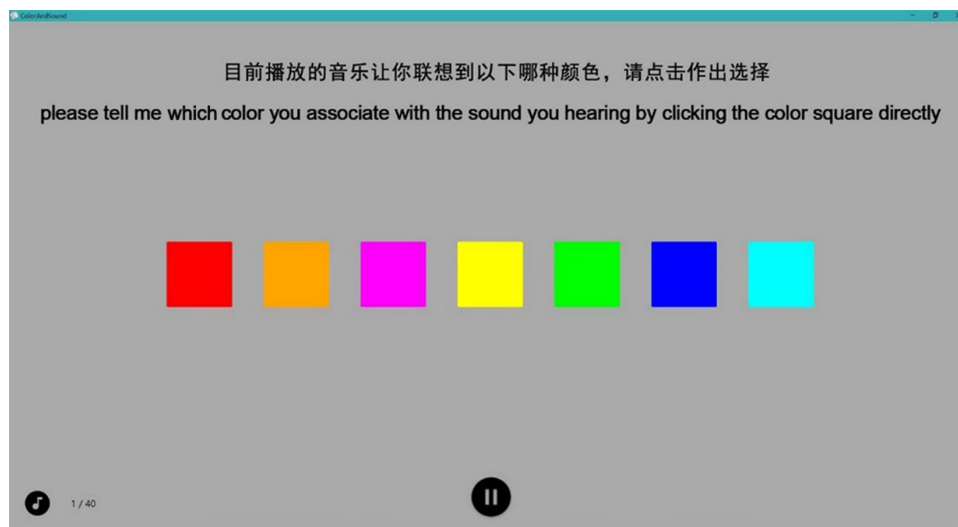 ColorAndSound
目前播放的音乐让你联想到以下哪种颜色，请点击作出选择
please tell me which color you associate with the sound you hearing by clicking the color square directly
1 / 40